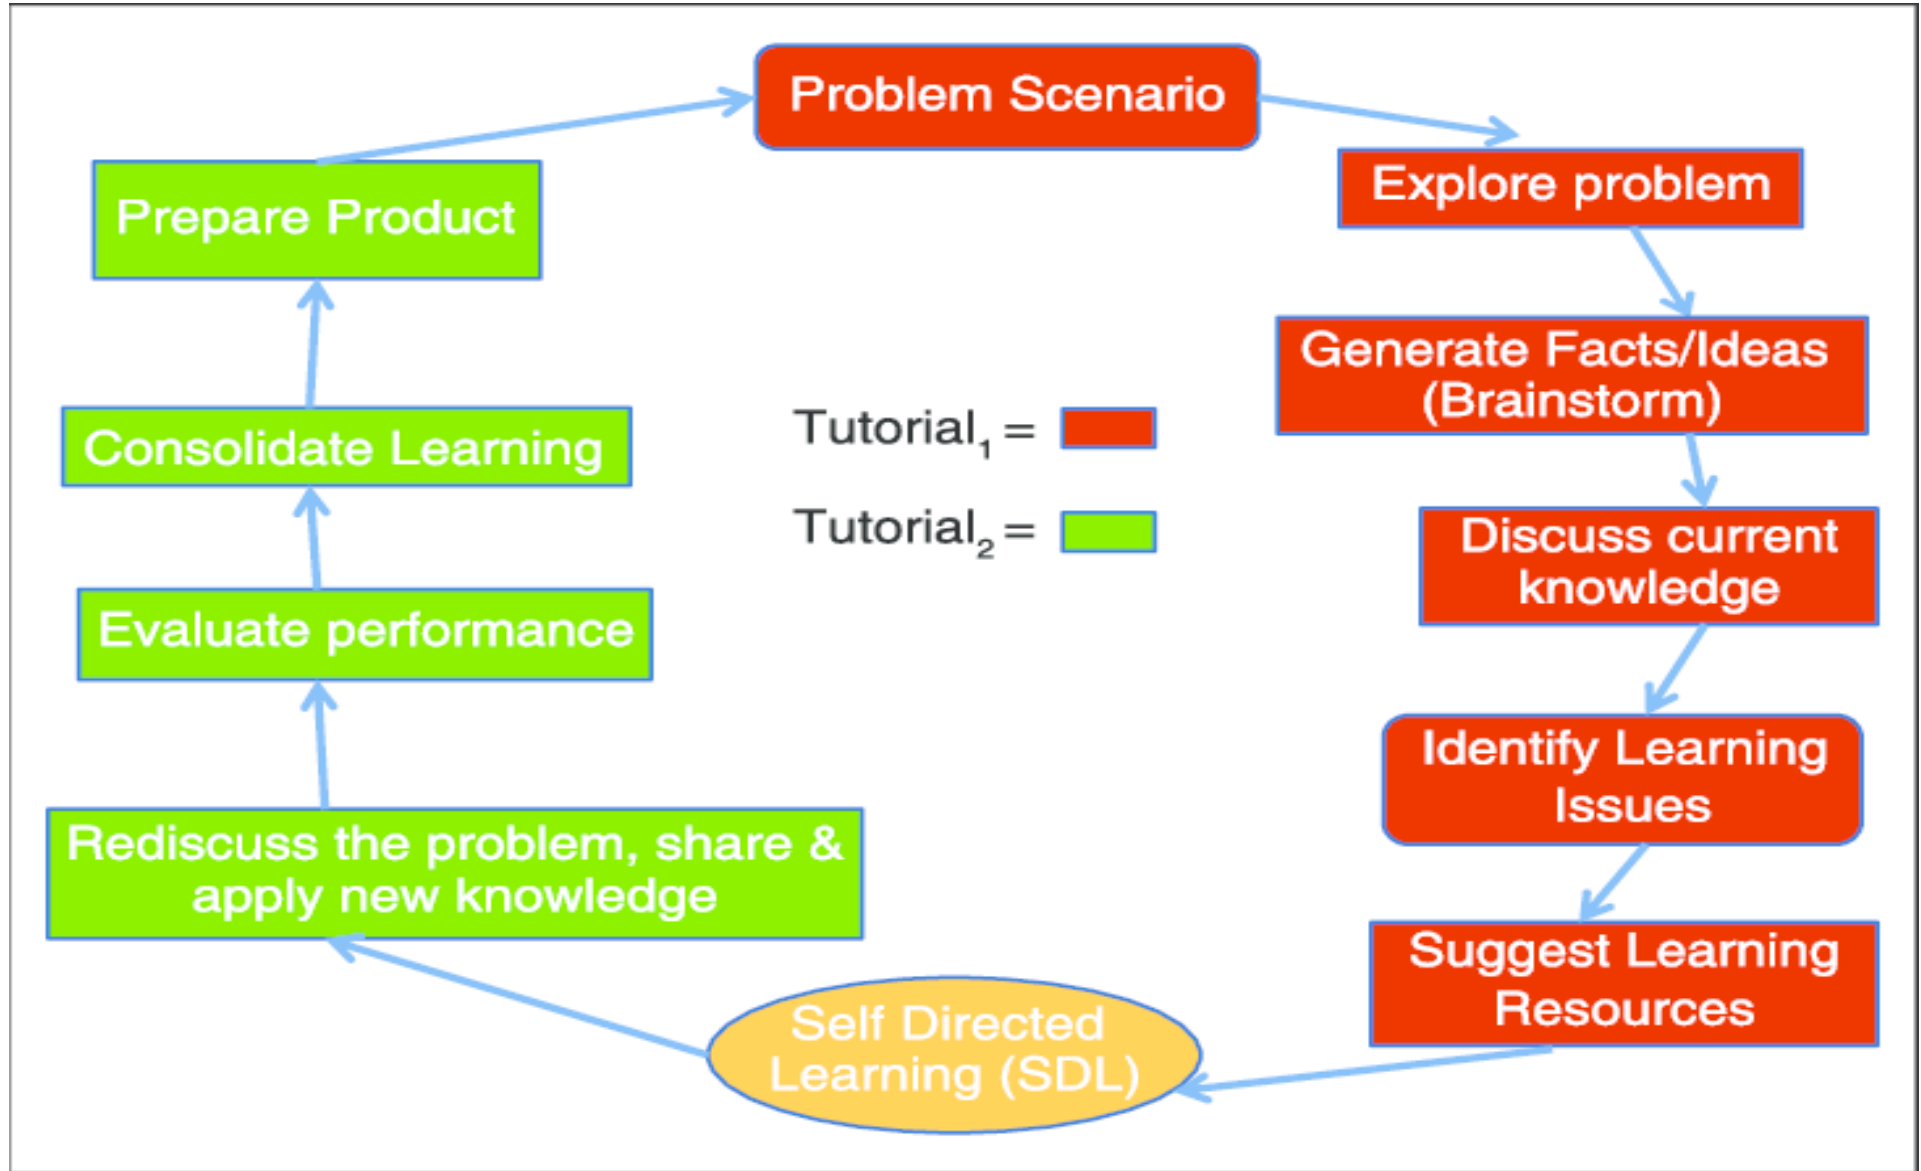 Problem Scenario
Explore problem
Generate Facts/Ideas
(Brainstorm)
Discuss current
knowledge
Identify Learning
Issues
Suggest Learning
Resources
Self Directed
Learning (SDL)
Rediscuss the problem, share &
apply new knowledge
Evaluate performance
Consolidate Learning
Prepare Product
Tutorial₁ =
Tutorial₂ =